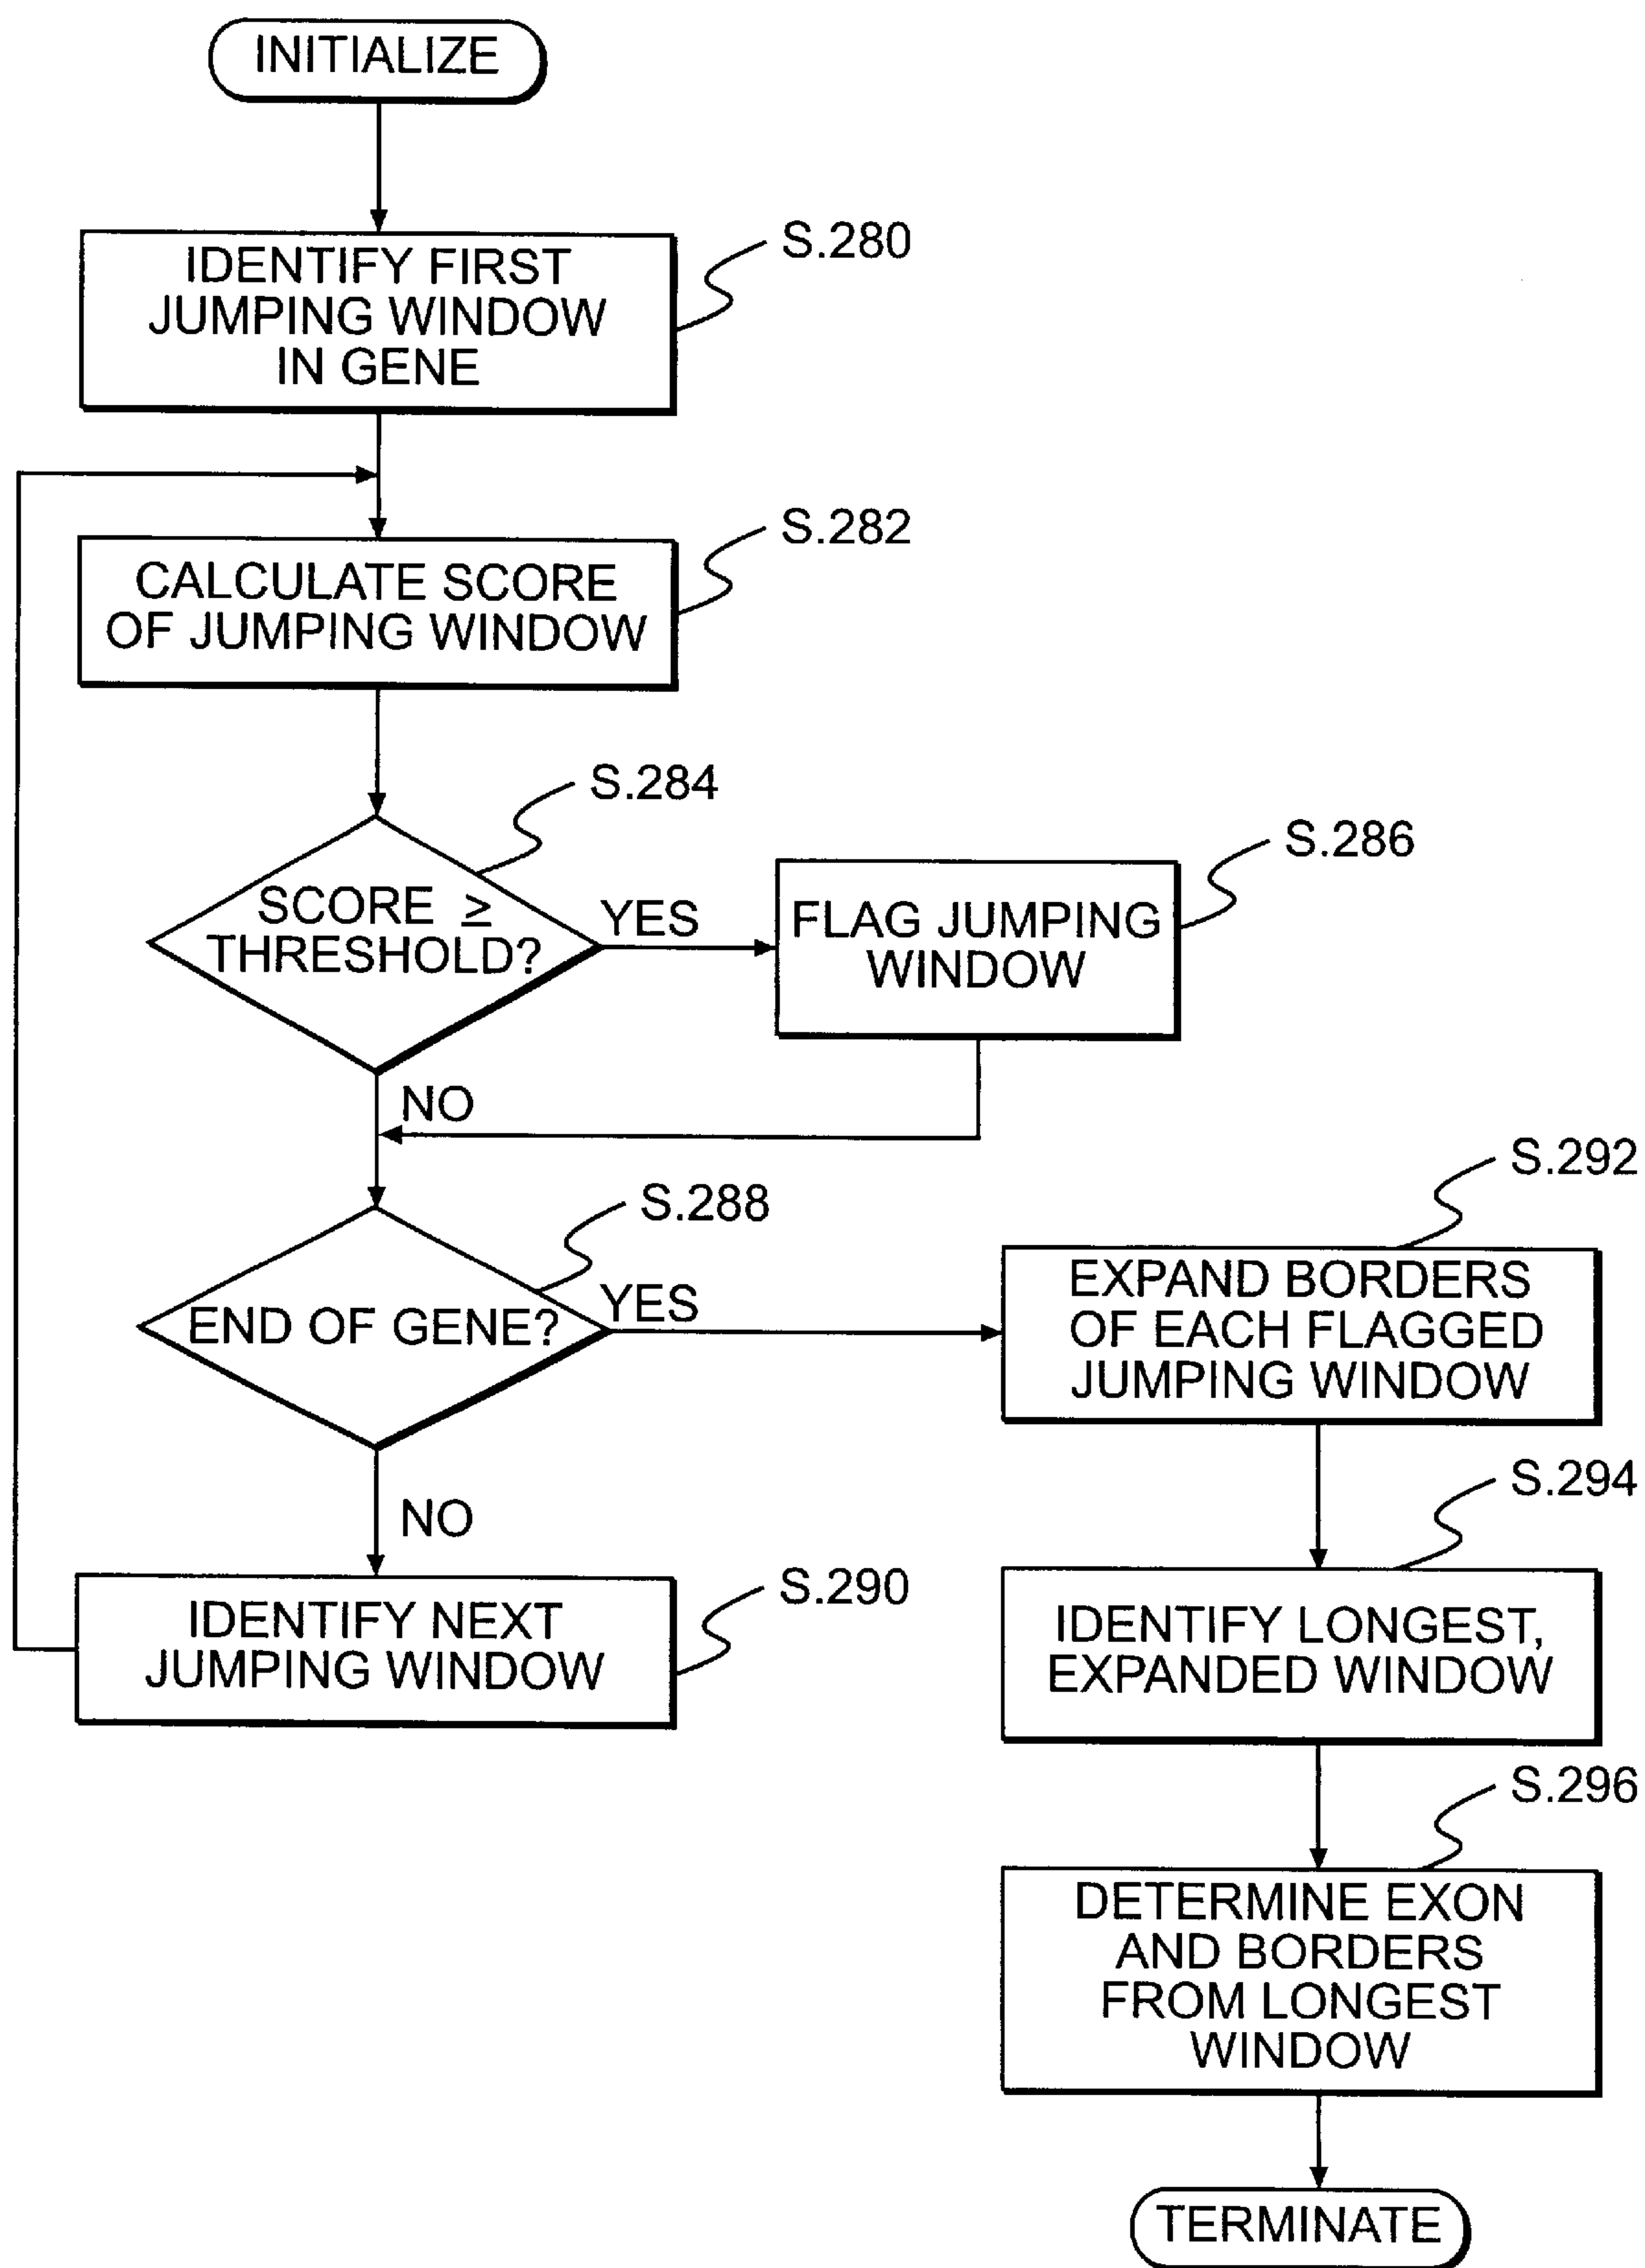 INITIALIZE
IDENTIFY FIRST
JUMPING WINDOW
IN GENE
S.280
CALCULATE SCORE
OF JUMPING WINDOW
S.282
SCORE ≥
THRESHOLD?
S.284
YES
FLAG JUMPING
WINDOW
S.286
NO
END OF GENE?
S.288
YES
NO
IDENTIFY NEXT
JUMPING WINDOW
S.290
EXPAND BORDERS
OF EACH FLAGGED
JUMPING WINDOW
S.292
IDENTIFY LONGEST,
EXPANDED WINDOW
S.294
DETERMINE EXON
AND BORDERS
FROM LONGEST
WINDOW
S.296
TERMINATE